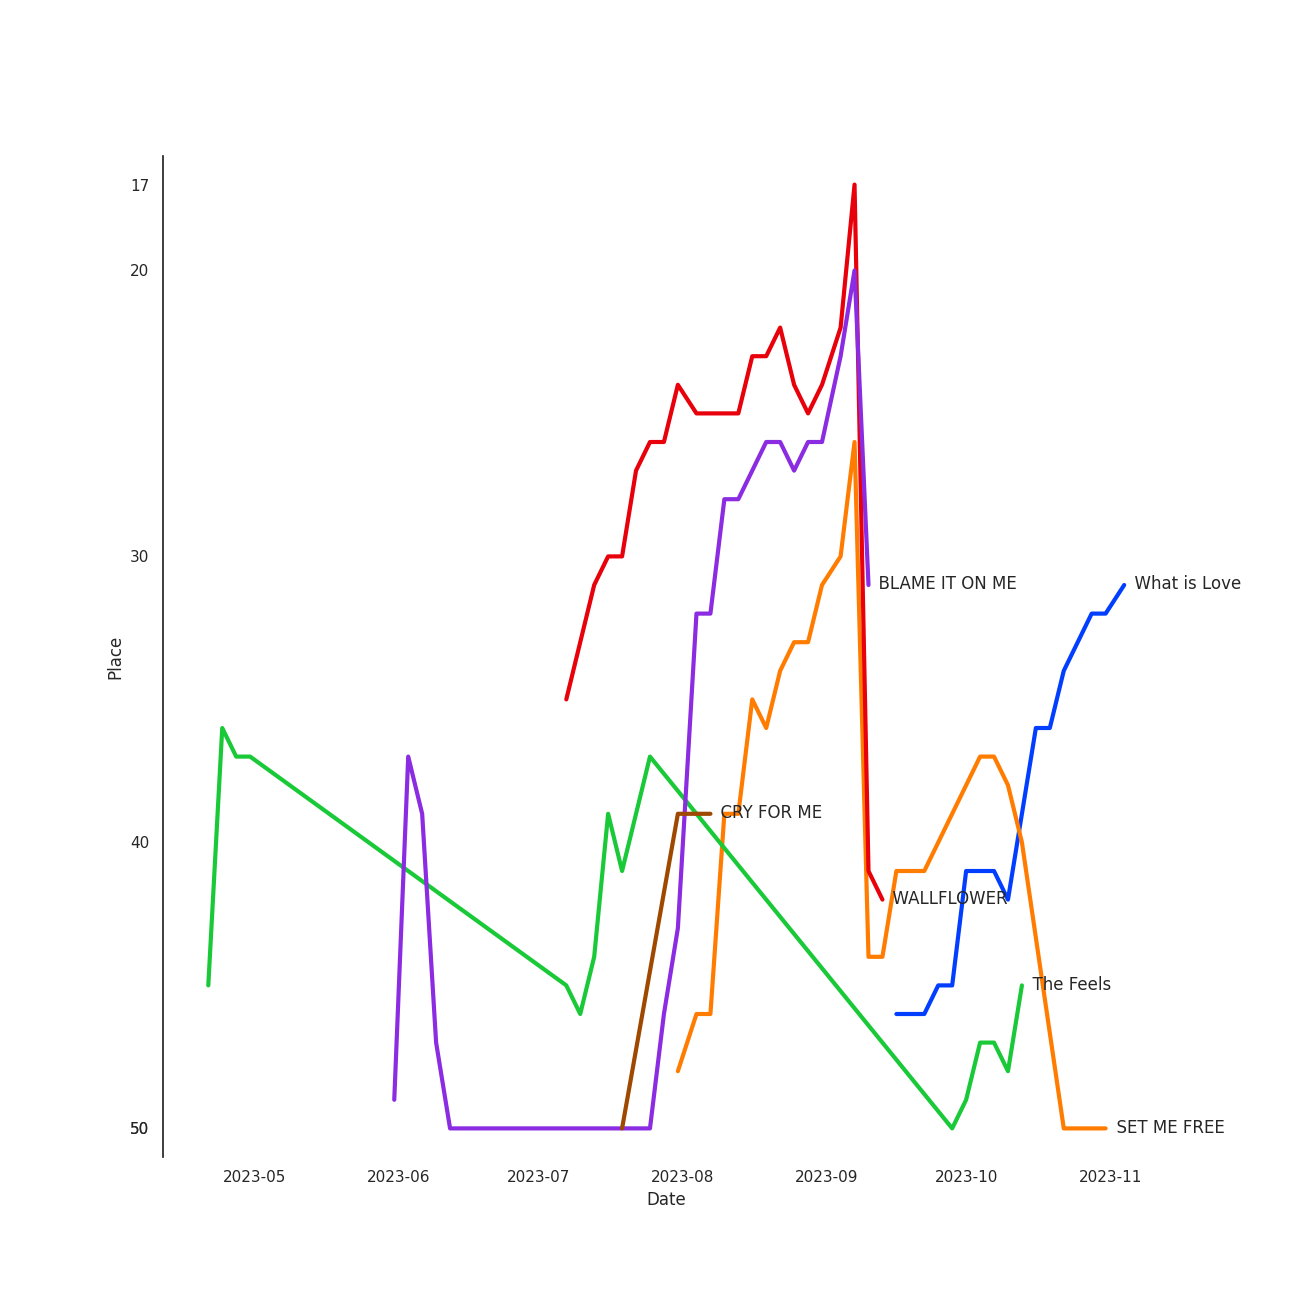 17
20
30
40
50
Place
BLAME IT ON ME
What is Love
CRY FOR ME
WALLFLOWER
The Feels
SET ME FREE
2023-05
2023-06
2023-07
2023-08
2023-09
2023-10
2023-11
Date